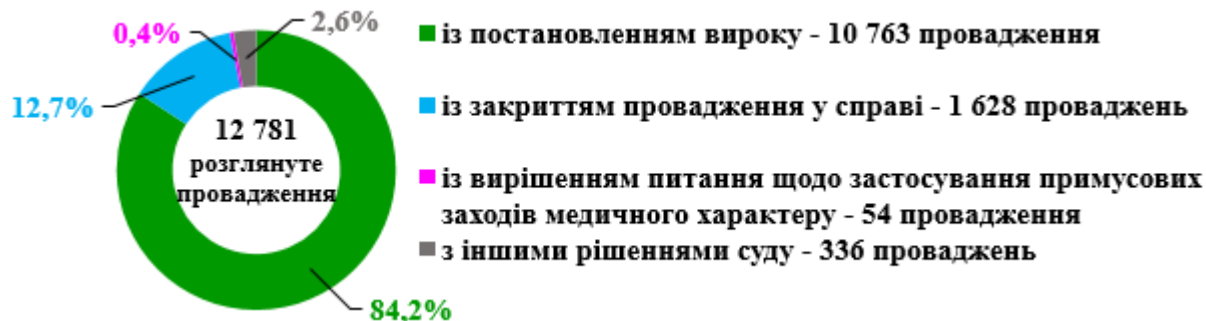 0,4%
2,6%
12,7%
84,2%
12 781
розглянуте
провадження
із постановленням вироку - 10 763 провадження
із закриттям провадження у справі - 1 628 проваджень
із вирішенням питання щодо застосування примусових
заходів медичного характеру - 54 провадження
з іншими рішеннями суду - 336 проваджень